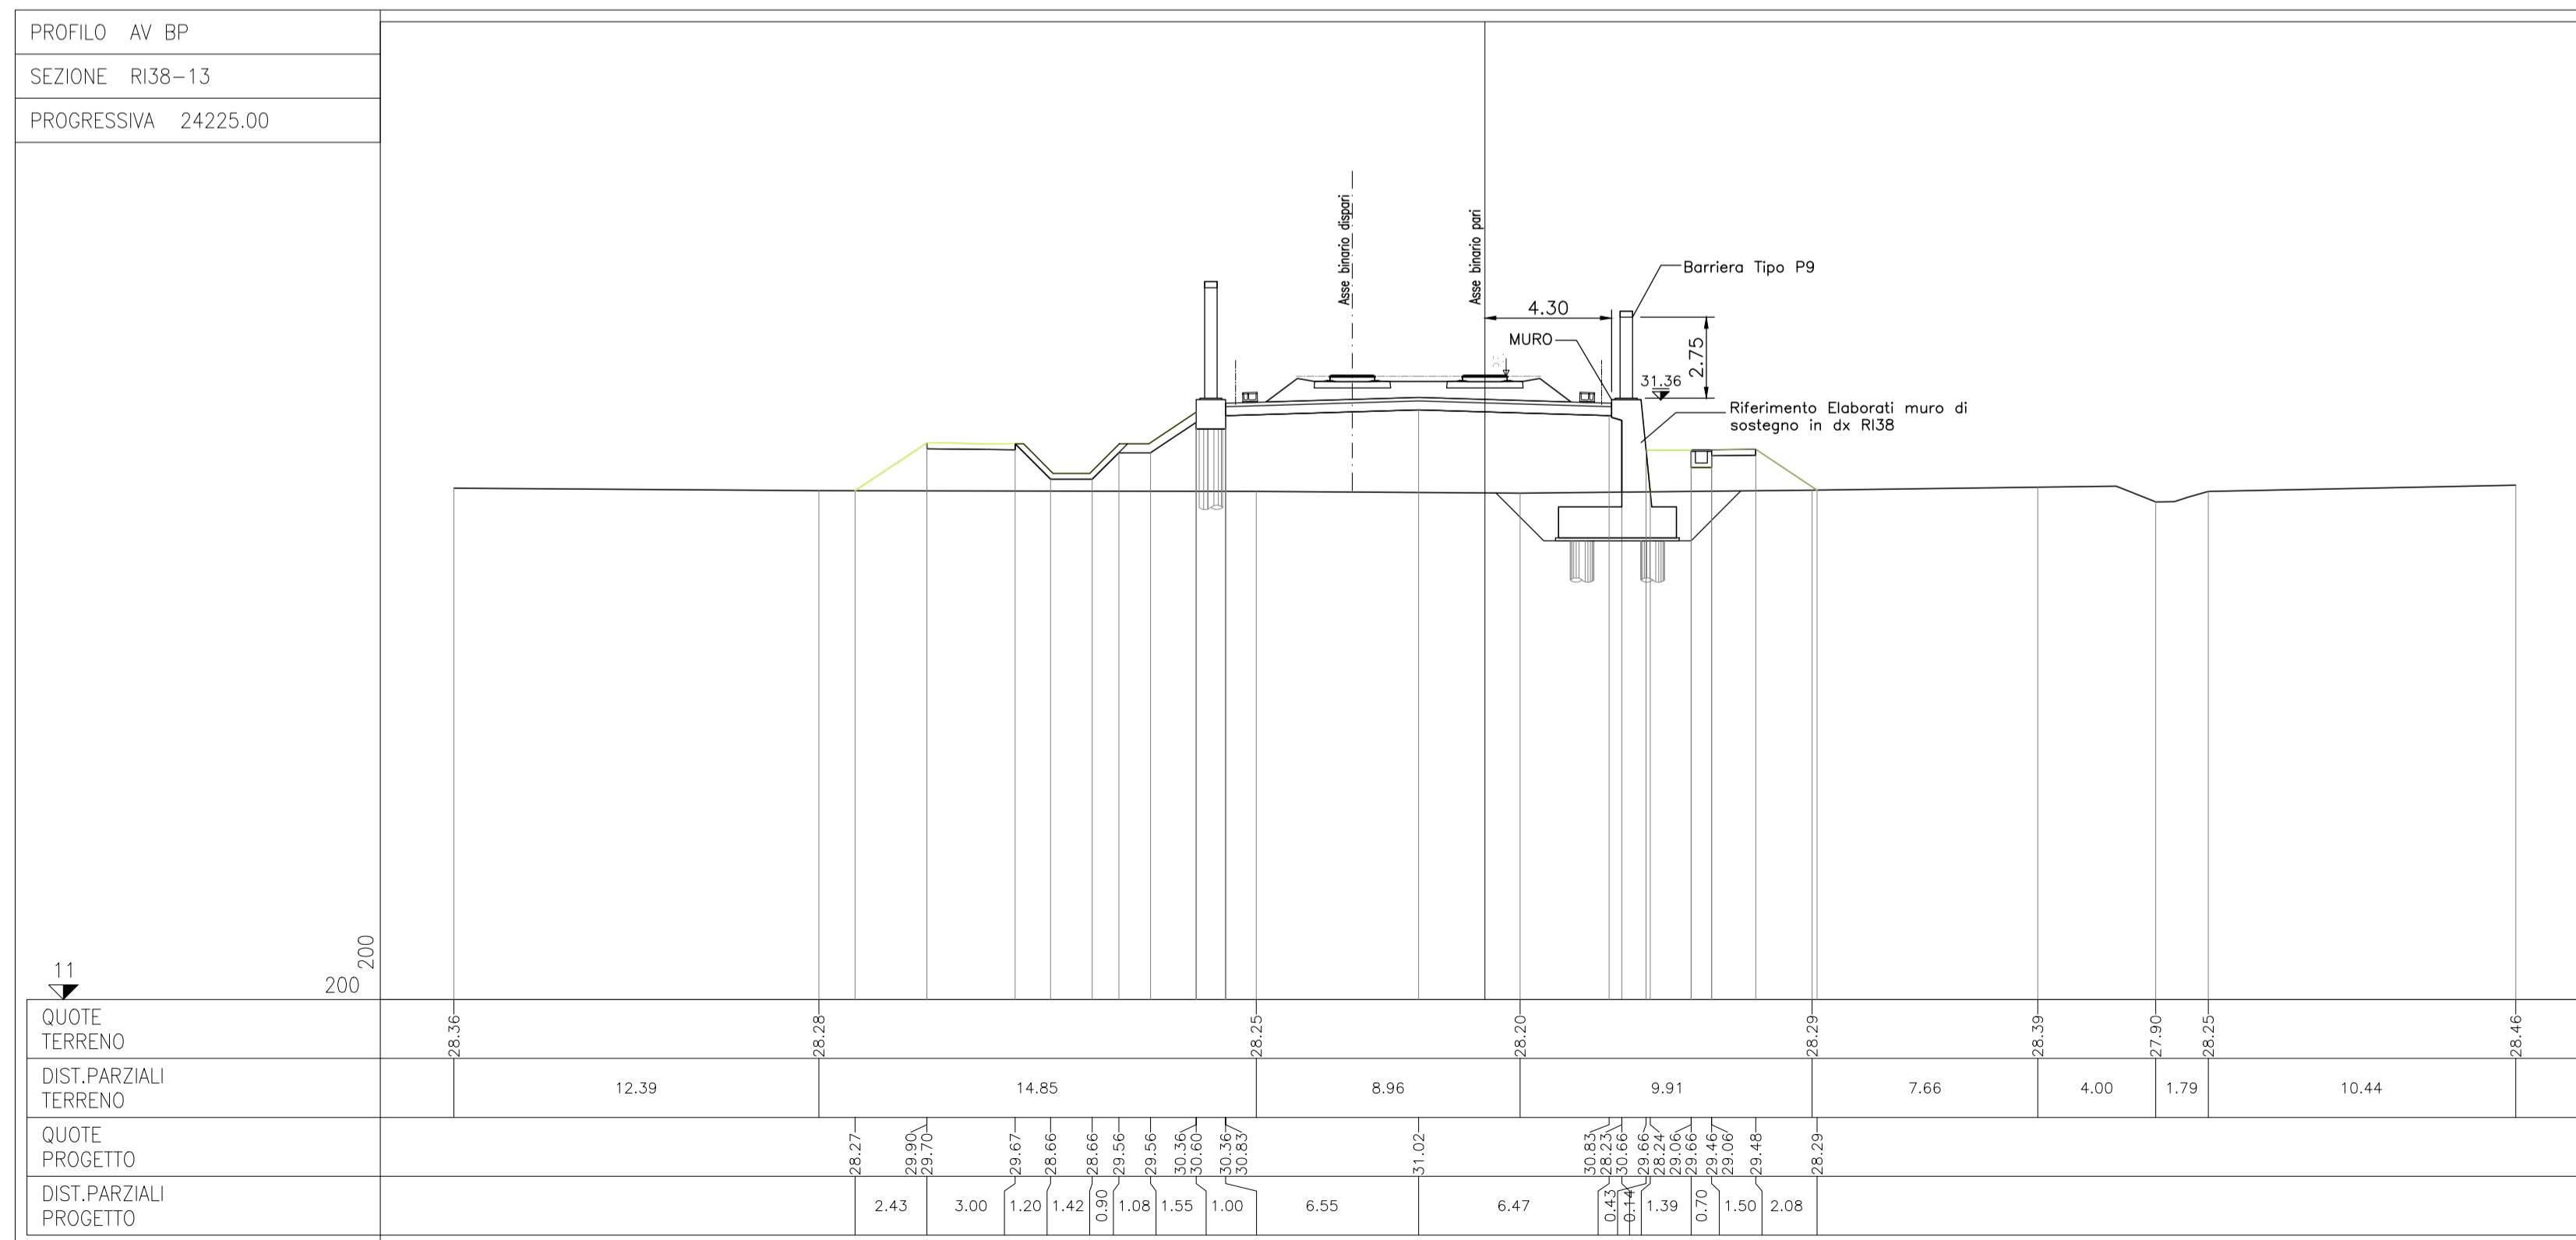 PROFILO AV BP
SEZIONE RI38-13
PROGRESSIVA 24225.00
Asse binario dispari
Asse binario pari
Barriera Tipo P9
4.30
MURO
2.75
31.36
Riferimento Elaborati muro di
sostegno in dx RI38
200
11
200
QUOTE
TERRENO
28.36 28.28 28.25 28.20 28.29 28.39 27.90 28.25 28.46
DIST.PARZIALI
TERRENO
12.39 14.85 8.96 9.91 7.66 4.00 1.79 10.44
QUOTE
PROGETTO
28.27 29.90 29.70 29.67 28.66 28.66 29.56 29.56 30.36 30.60 30.36 30.83 31.02 30.83 28.23 30.66 29.66 28.24 29.06 29.66 29.46 29.06 29.48 28.29
DIST.PARZIALI
PROGETTO
2.43 3.00 1.20 1.42 0.90 1.08 1.55 1.00 6.55 6.47 0.43 0.14 1.39 0.70 1.50 2.08